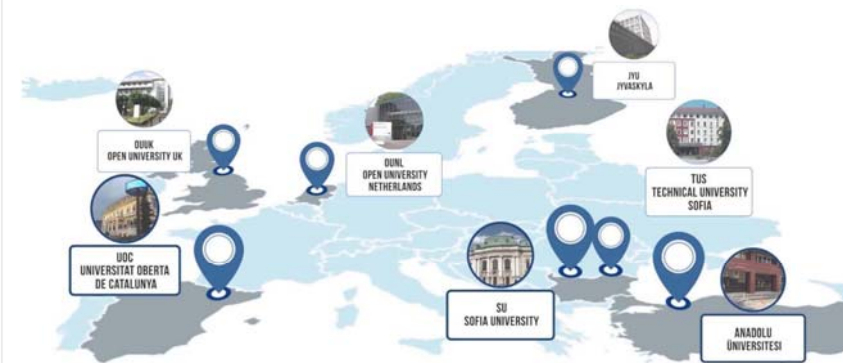 JYU
JYVASKYLA
OUUK
OPEN UNIVERSITY UK
OUNL
OPEN UNIVERSITY
NETHERLANDS
TUS
TECHNICAL UNIVERSITY
SOFIA
UOC
UNIVERSITAT OBERTA
DE CATALUNYA
SU
SOFIA UNIVERSITY
ANADOLU
ÜNIVERSITESI